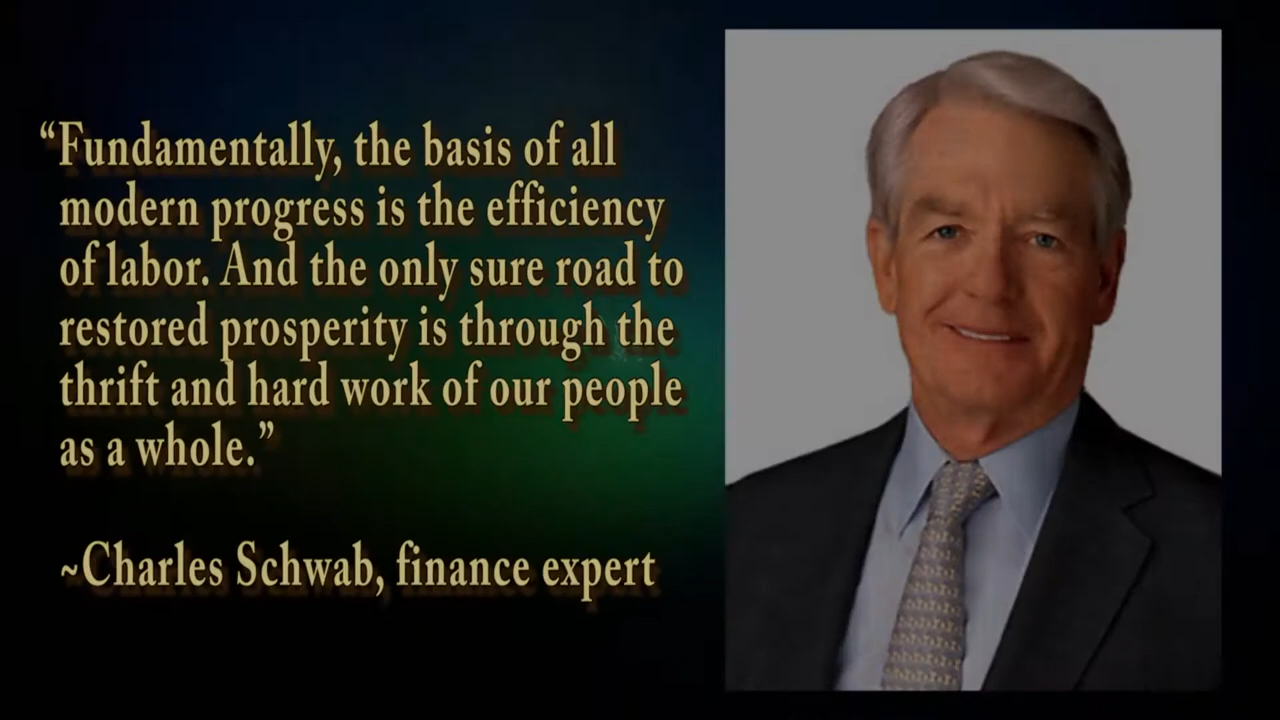 “Fundamentally, the basis of all
modern progress is the efficiency
of labor. And the only sure road to
restored prosperity is through the
thrift and hard work of our people
as a whole.”
~Charles Schwab, finance expert